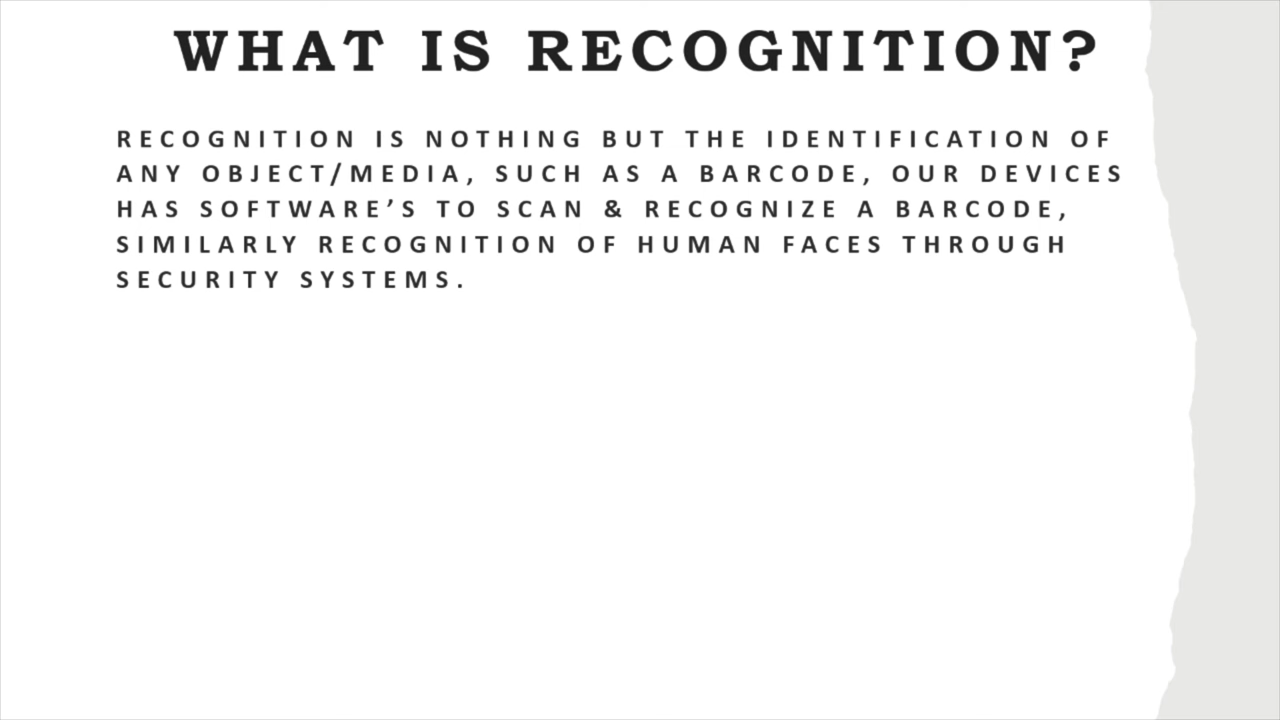 WHAT IS RECOGNITION?
RECOGNITION IS NOTHING BUT THE IDENTIFICATION OF
ANY OBJECT/MEDIA, SUCH AS A BARCODE, OUR DEVICES
HAS SOFTWARE’S TO SCAN & RECOGNIZE A BARCODE,
SIMILARLY RECOGNITION OF HUMAN FACES THROUGH
SECURITY SYSTEMS.